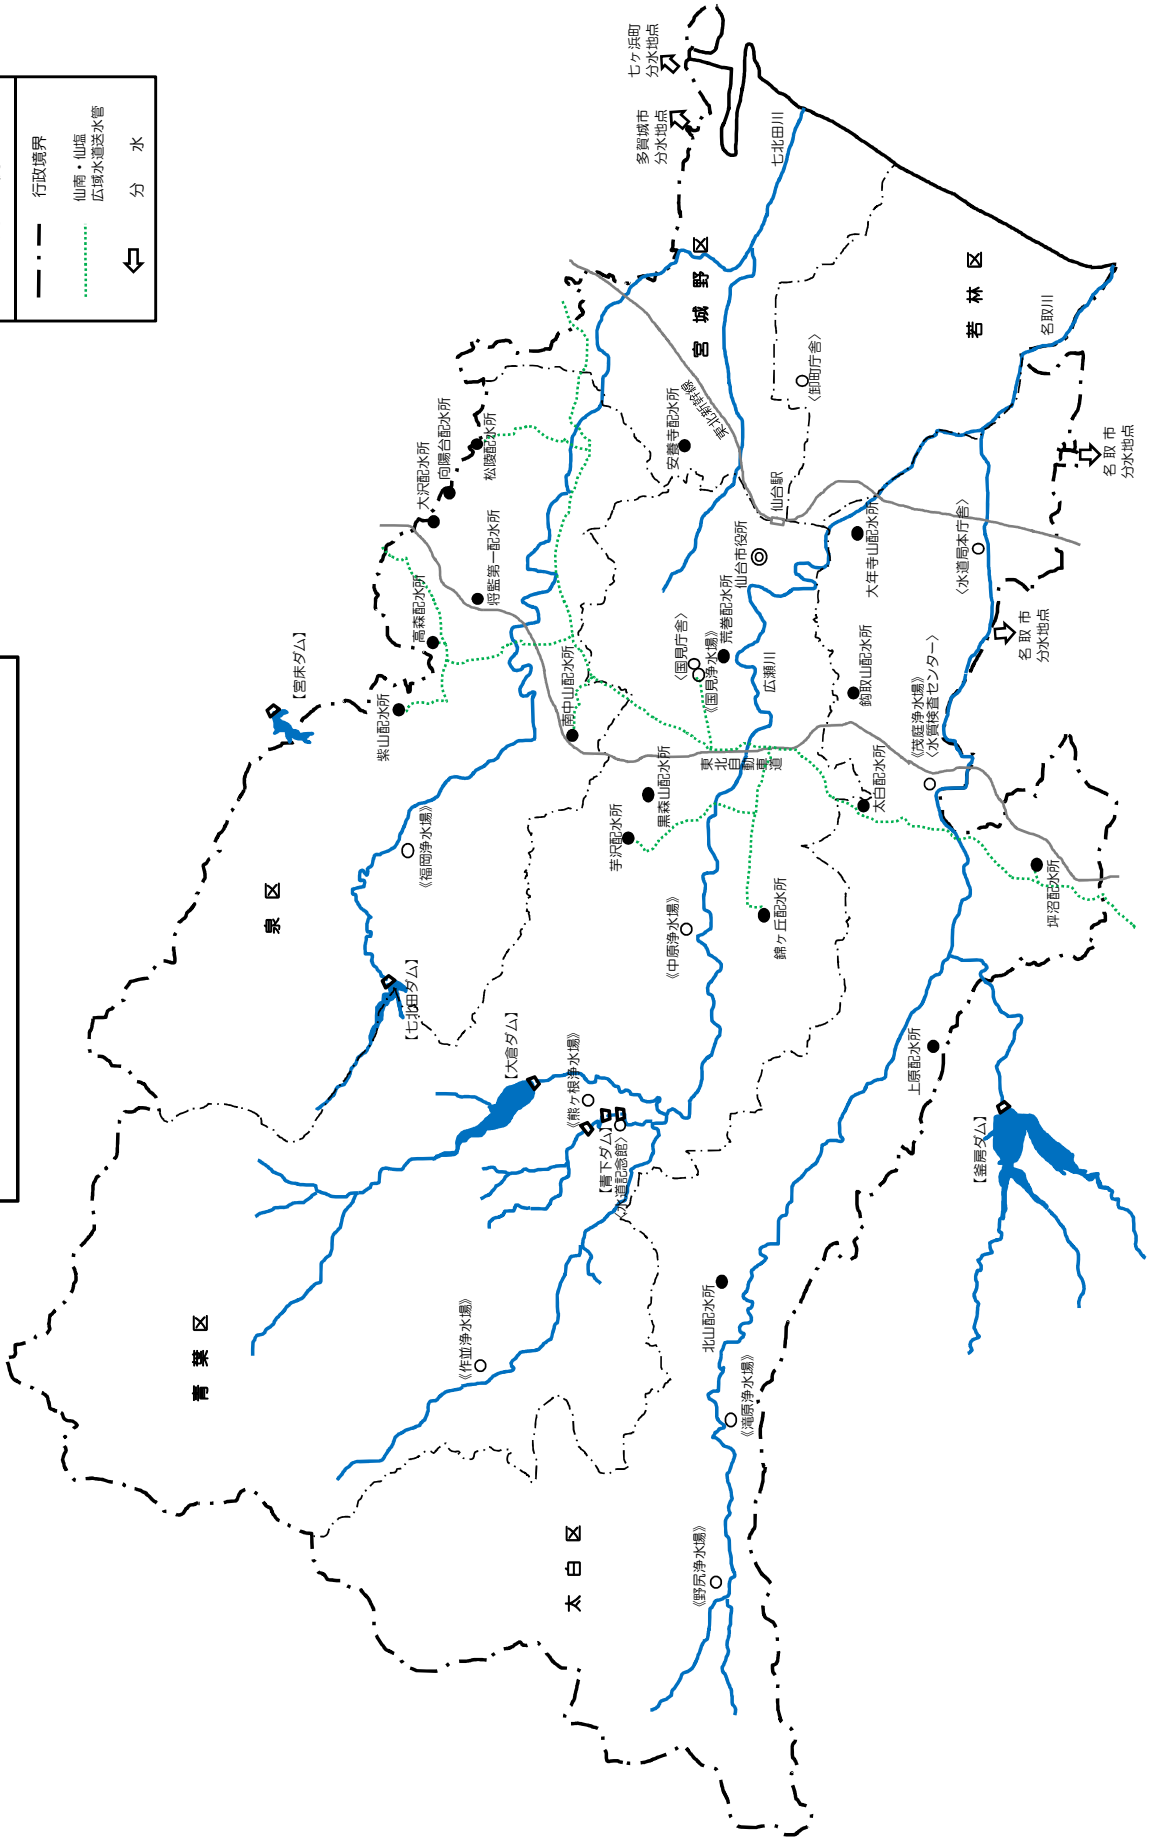 行政境界
仙南・仙塩
広域水道送水管
分　水
七ヶ浜町
分水地点
多賀城市
分水地点
七北田川
宮 城 野 区
若 林 区
名取川
〈卸町庁舎〉
東北新幹線
安養寺配水所
松陵配水所
向陽台配水所
大沢配水所
将監第一配水所
高森配水所
紫山配水所
【宮床ダム】
仙台駅
仙台市役所
荒巻配水所
〈国見庁舎〉
《国見浄水場》
広瀬川
大年寺山配水所
〈水道局本庁舎〉
名 取 市
分水地点
名 取 市
分水地点
鈎取山配水所
《茂庭浄水場》
〈水質検査センター〉
南中山配水所
東北自動車道
黒森山配水所
芋沢配水所
太白配水所
坪沼配水所
錦ヶ丘配水所
《中原浄水場》
《福岡浄水場》
泉 区
【七北田ダム】
【大倉ダム】
《熊ヶ根浄水場》
【青下ダム】
〈水道記念館〉
上原配水所
【釜房ダム】
北山配水所
《滝原浄水場》
《作並浄水場》
青 葉 区
太 白 区
《野尻浄水場》